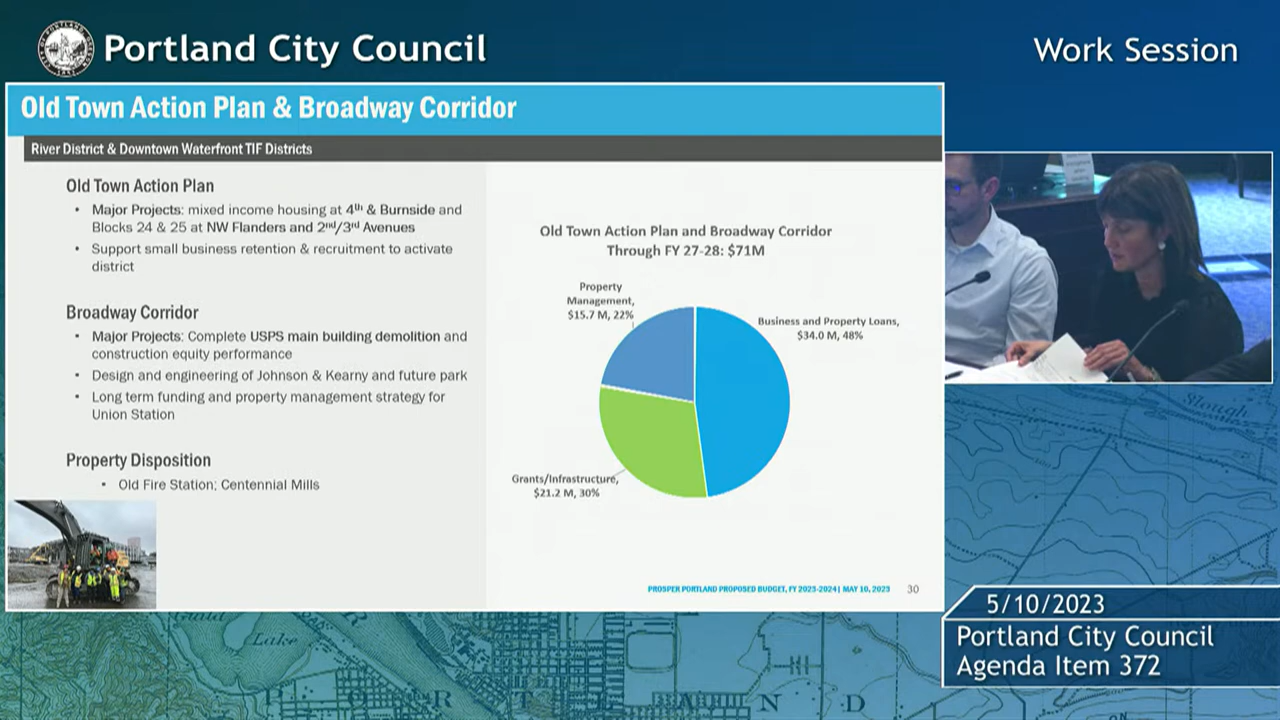 Portland City Council
Work Session
Old Town Action Plan & Broadway Corridor
River District & Downtown Waterfront TIF Districts
Old Town Action Plan
• Major Projects: mixed income housing at 4th & Burnside and
Blocks 24 & 25 at NW Flanders and 2nd/3rd Avenues
• Support small business retention & recruitment to activate
district
Broadway Corridor
• Major Projects: Complete USPS main building demolition and
construction equity performance
• Design and engineering of Johnson & Kearny and future park
• Long term funding and property management strategy for
Union Station
Property Disposition
• Old Fire Station; Centennial Mills
Old Town Action Plan and Broadway Corridor
Through FY 27-28: $71M
Property
Management,
$15.7 M, 22%
Business and Property Loans,
$34.0 M, 48%
Grants/Infrastructure,
$21.2 M, 30%
PROSPER PORTLAND PROPOSED BUDGET, FY 2023-2024| MAY 10, 2023
30
5/10/2023
Portland City Council
Agenda Item 372
Slough
Guild
Lake